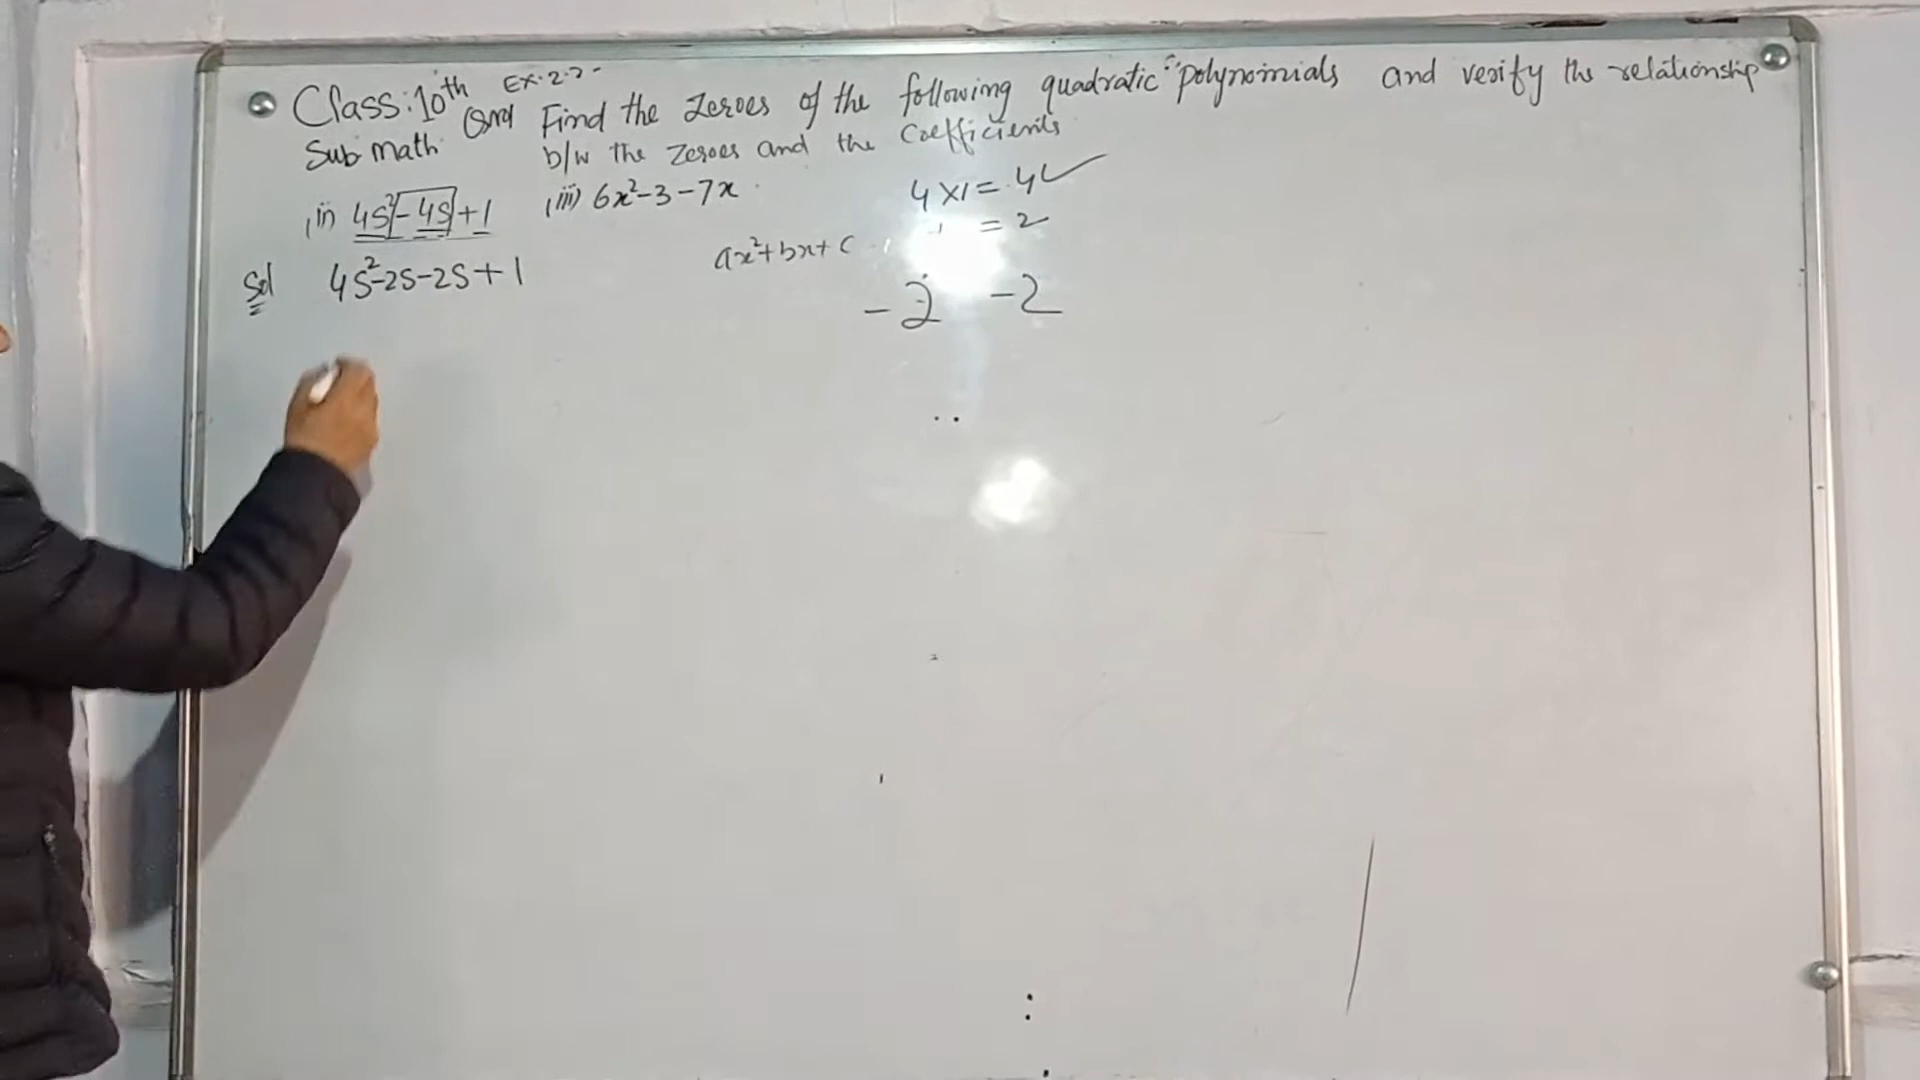 Class: 10th Ex. 2.2
Sub math Qno1 Find the zeroes of the following quadratic polynomials and verify the relationship
b/w the zeroes and the Coefficients
(ii) 4s²-4s+1 (iii) 6x²-3-7x 4×1=4
= 2
ax²+bx+c
Sol 4s²-2s-2s+1 -2 -2